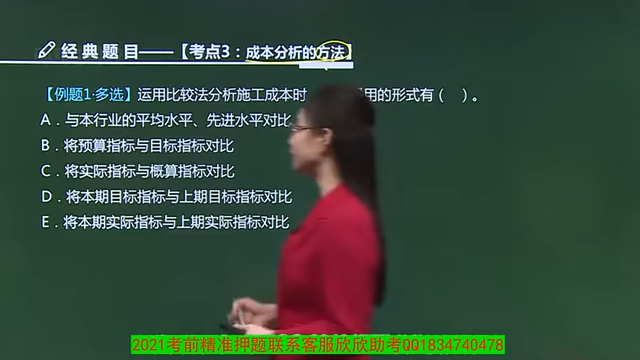 经典题目——【考点3：成本分析的方法】
【例题1·多选】运用比较法分析施工成本时 用的形式有（ ）。
A．与本行业的平均水平、先进水平对比
B．将预算指标与目标指标对比
C．将实际指标与概算指标对比
D．将本期目标指标与上期目标指标对比
E．将本期实际指标与上期实际指标对比
2021考前精准押题联系客服欣欣助考QQ1834740478